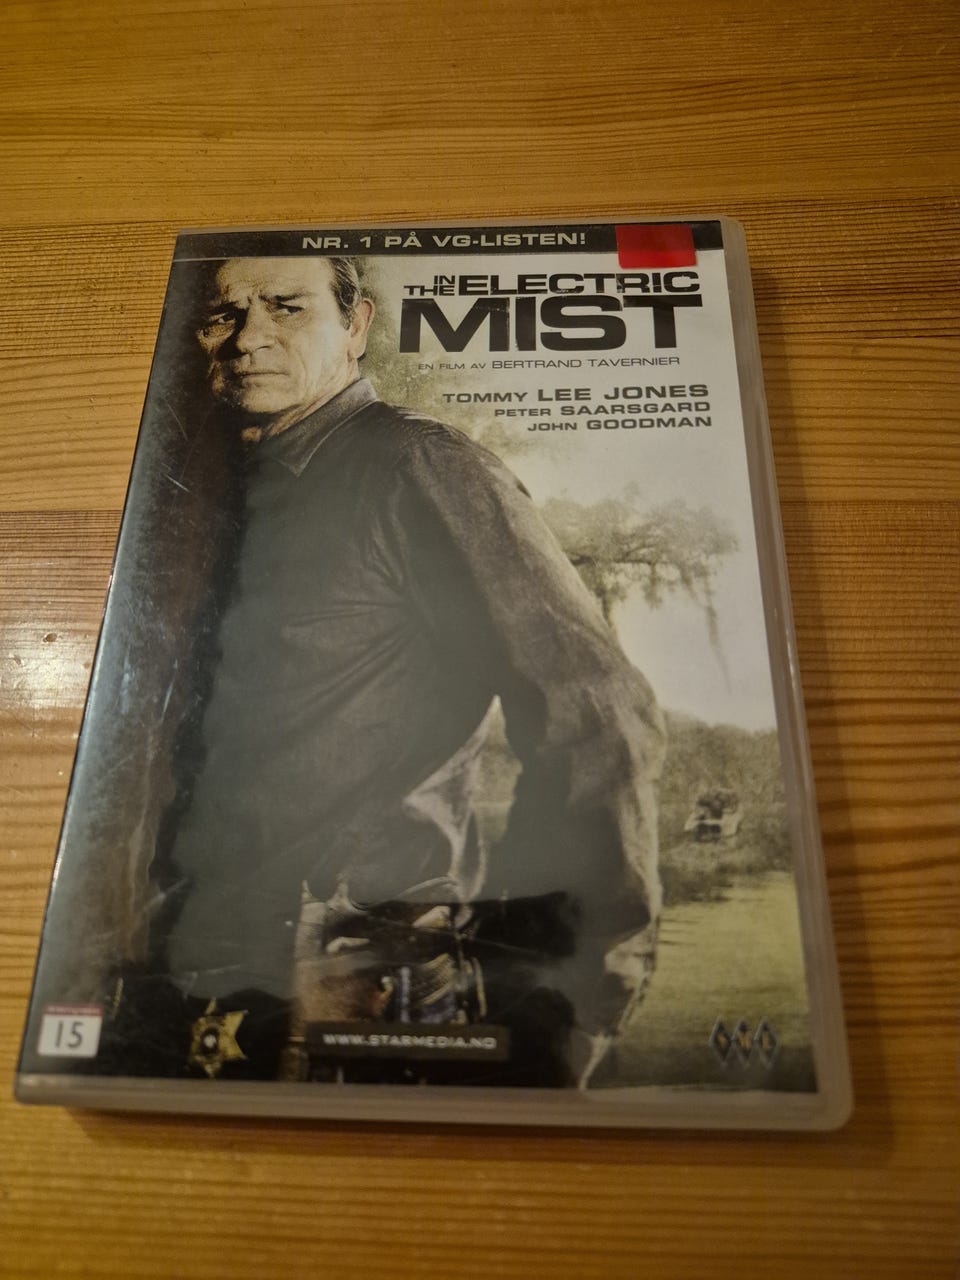 NR. 1 PÅ VG-LISTEN!
IN THE ELECTRIC
MIST
EN FILM AV BERTRAND TAVERNIER
TOMMY LEE JONES
PETER SAARSGARD
JOHN GOODMAN
15
WWW.STARMEDIA.NO